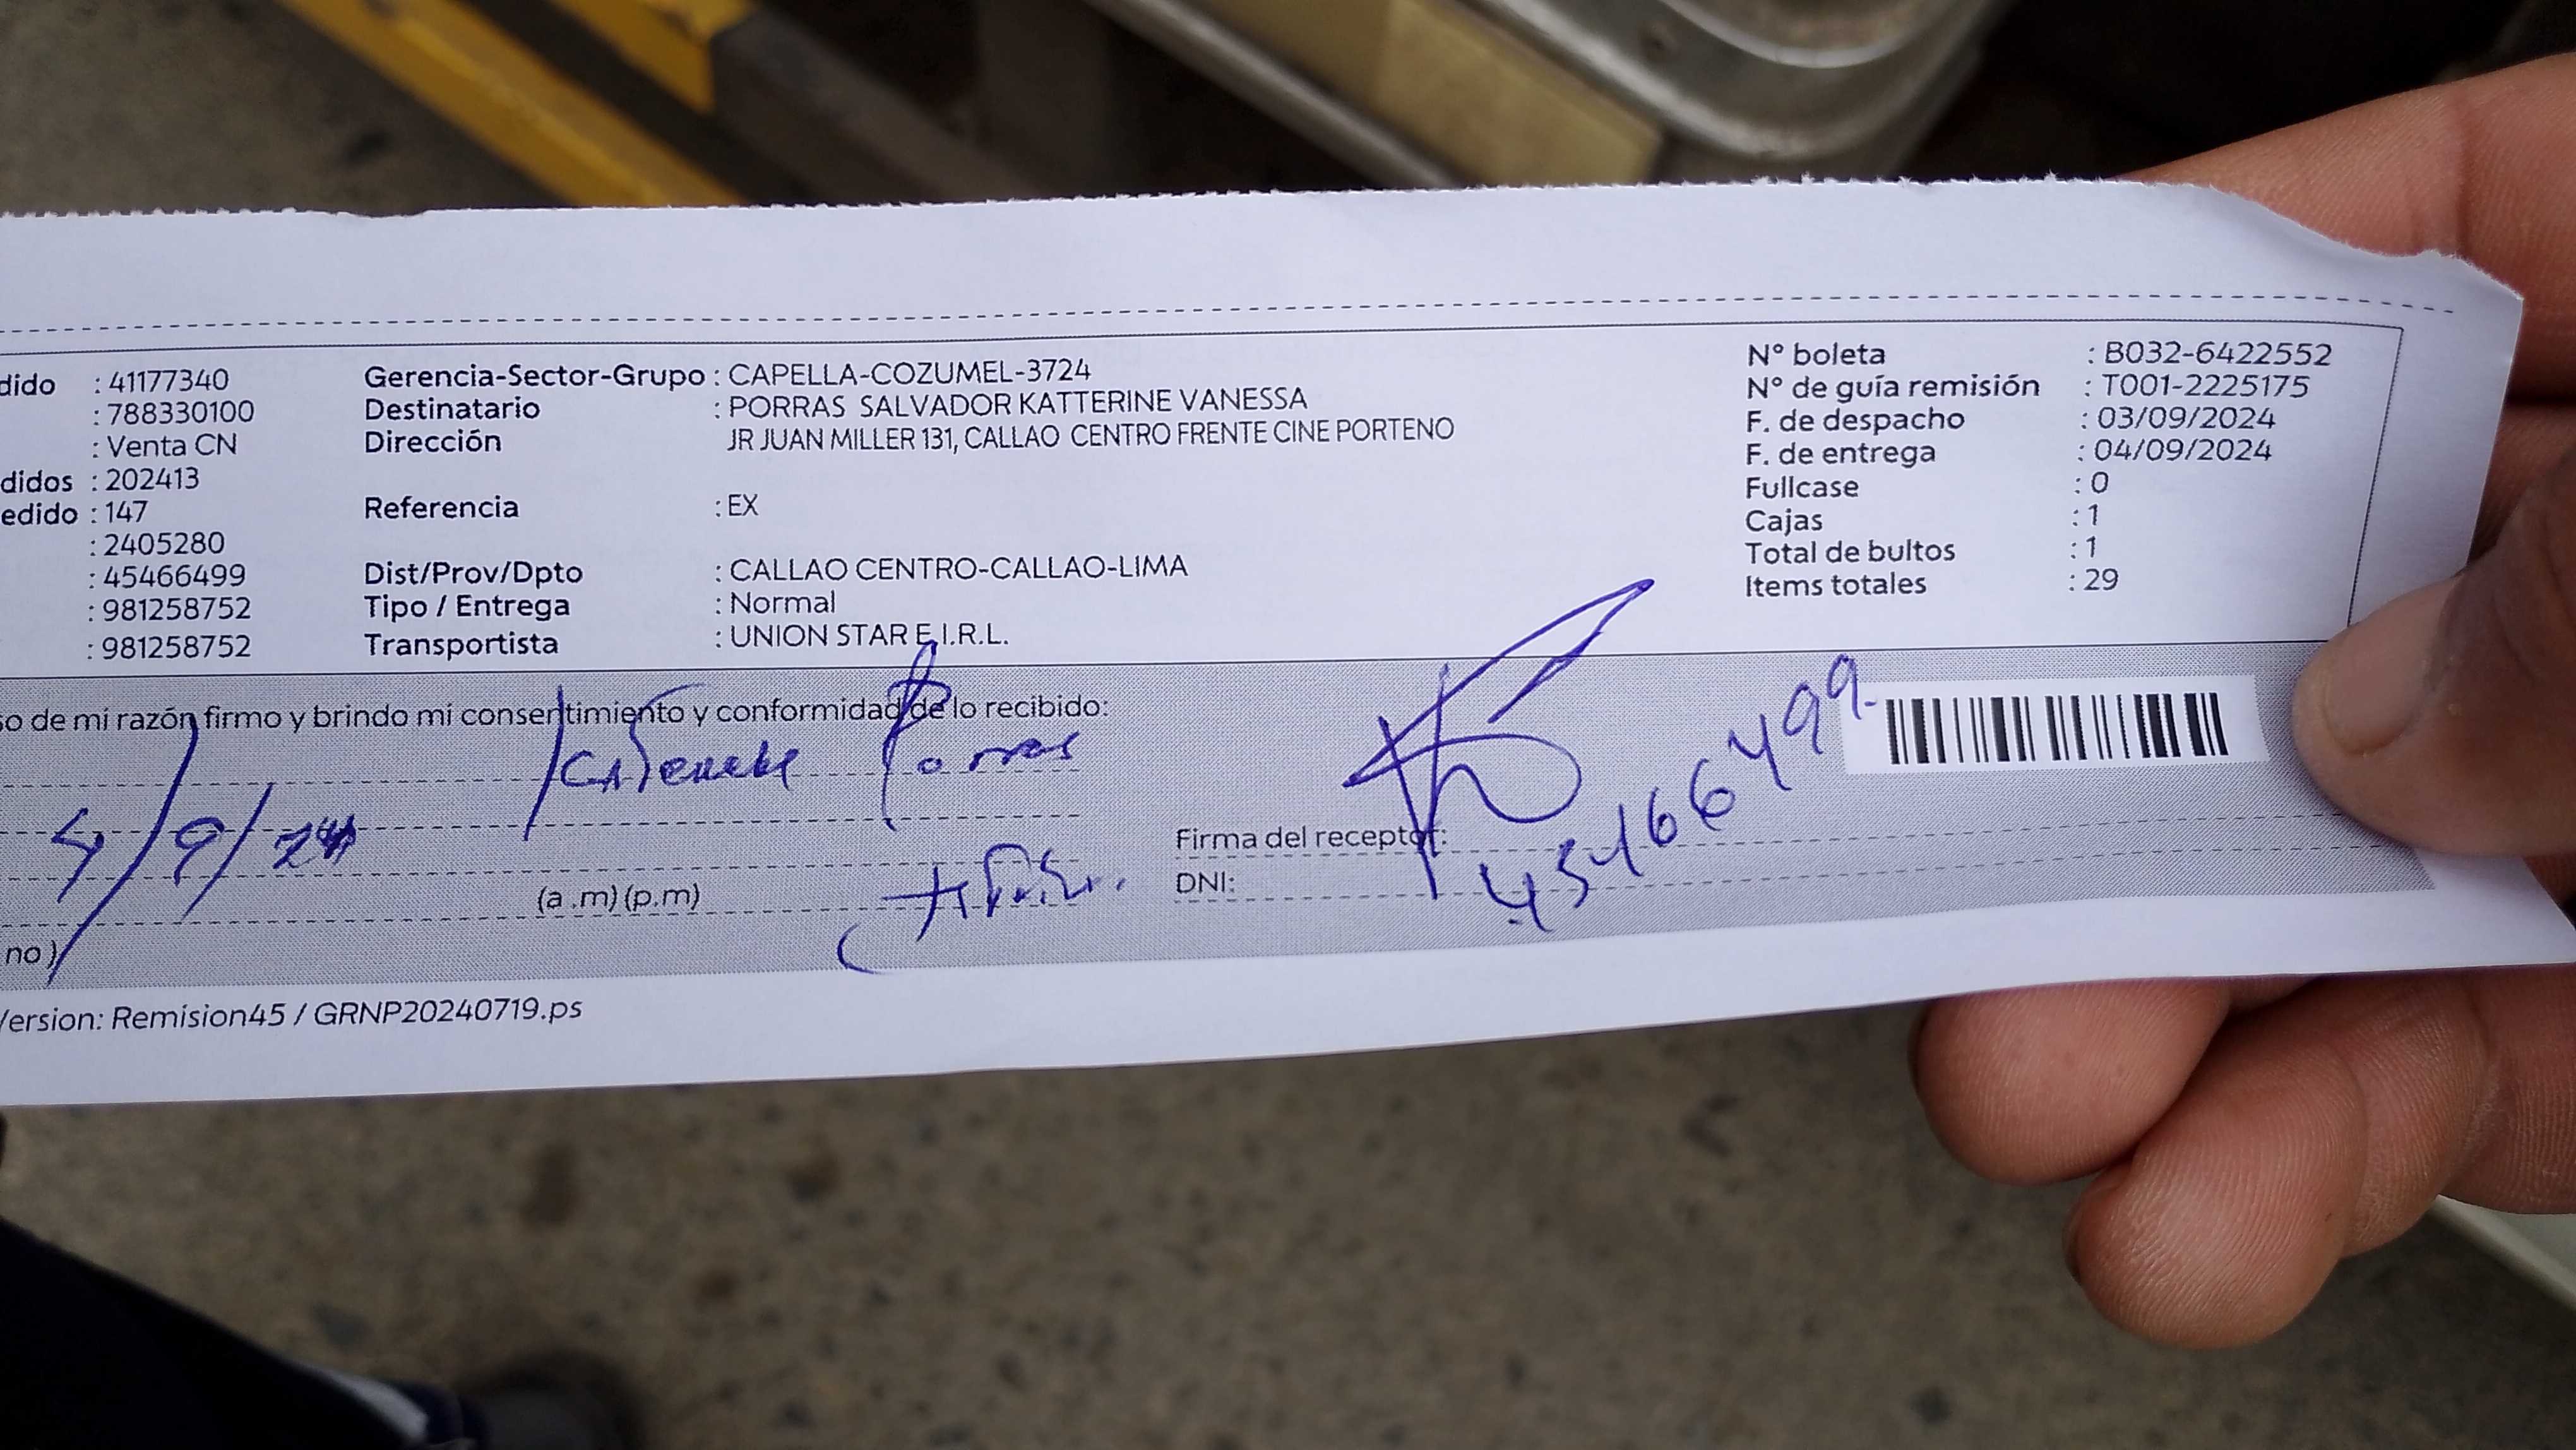 dido : 41177340
: 788330100
: Venta CN
didos : 202413
edido : 147
: 2405280
: 45466499
: 981258752
: 981258752
Gerencia-Sector-Grupo : CAPELLA-COZUMEL-3724
Destinatario : PORRAS SALVADOR KATTERINE VANESSA
Dirección JR JUAN MILLER 131, CALLAO CENTRO FRENTE CINE PORTENO
Referencia : EX
Dist/Prov/Dpto : CALLAO CENTRO-CALLAO-LIMA
Tipo / Entrega : Normal
Transportista : UNION STAR E.I.R.L.
N° boleta : B032-6422552
N° de guía remisión : T001-2225175
F. de despacho : 03/09/2024
F. de entrega : 04/09/2024
Fullcase : 0
Cajas : 1
Total de bultos : 1
Items totales : 29
so de mi razón firmo y brindo mi consentimiento y conformidad de lo recibido:
Porras
4/9/24
(a .m) (p.m)
no )
Firma del receptor:
DNI: 45466499
Version: Remision45 / GRNP20240719.ps